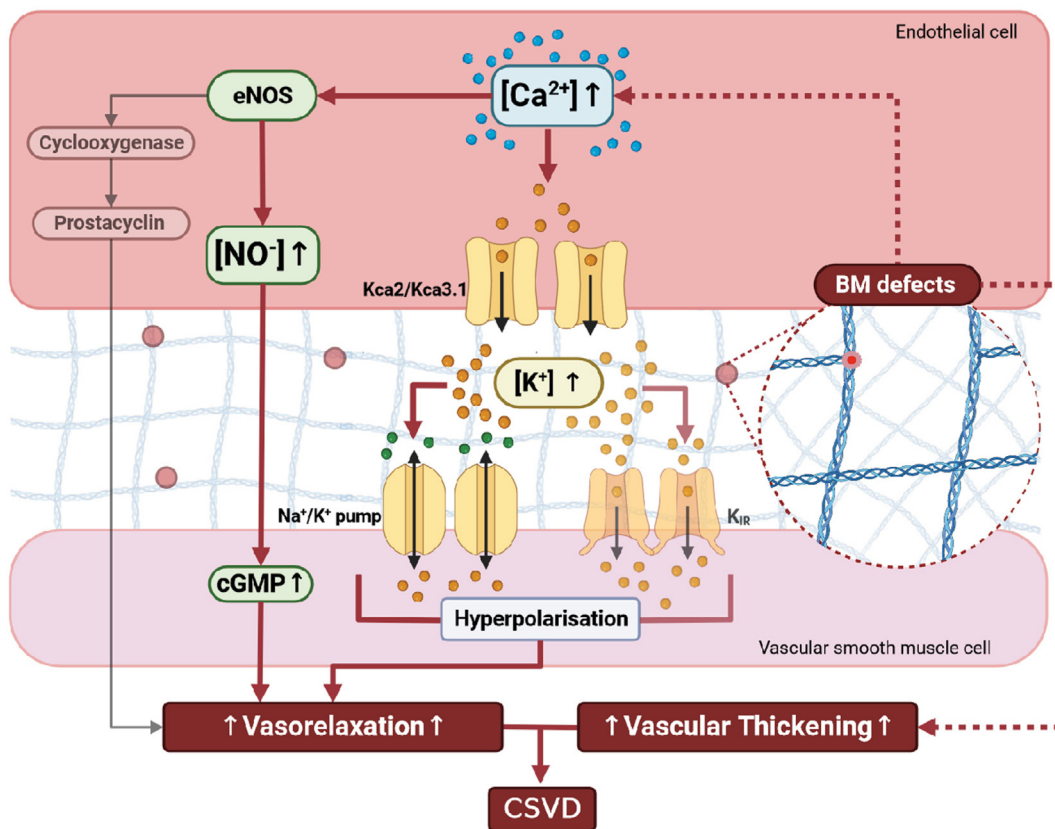 Endothelial cell
eNOS
[Ca²⁺] ↑
Cyclooxygenase
Prostacyclin
[NO⁻] ↑
Kca2/Kca3.1
BM defects
[K⁺] ↑
Na⁺/K⁺ pump
KIR
cGMP ↑
Hyperpolarisation
Vascular smooth muscle cell
↑ Vasorelaxation ↑
↑ Vascular Thickening ↑
CSVD